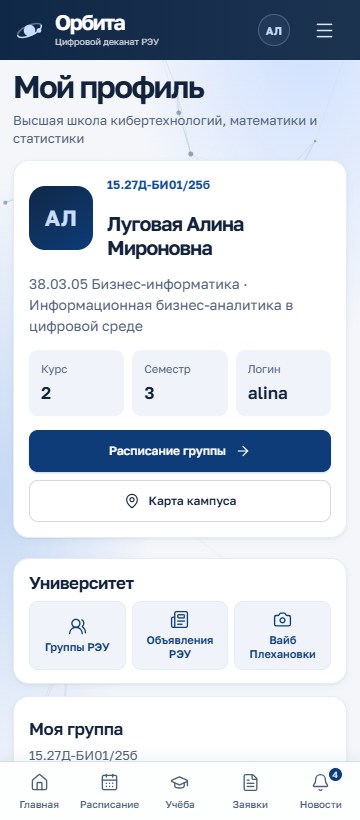 Орбита
Цифровой деканат РЭУ
АЛ
Мой профиль
Высшая школа кибертехнологий, математики и
статистики
АЛ
15.27Д-БИ01/25б
Луговая Алина
Мироновна
38.03.05 Бизнес-информатика ·
Информационная бизнес-аналитика в
цифровой среде
Курс
2
Семестр
3
Логин
alina
Расписание группы
Карта кампуса
Университет
Группы РЭУ
Объявления
РЭУ
Вайб
Плехановки
Моя группа
15.27Д-БИ01/25б
4
Главная
Расписание
Учёба
Заявки
Новости